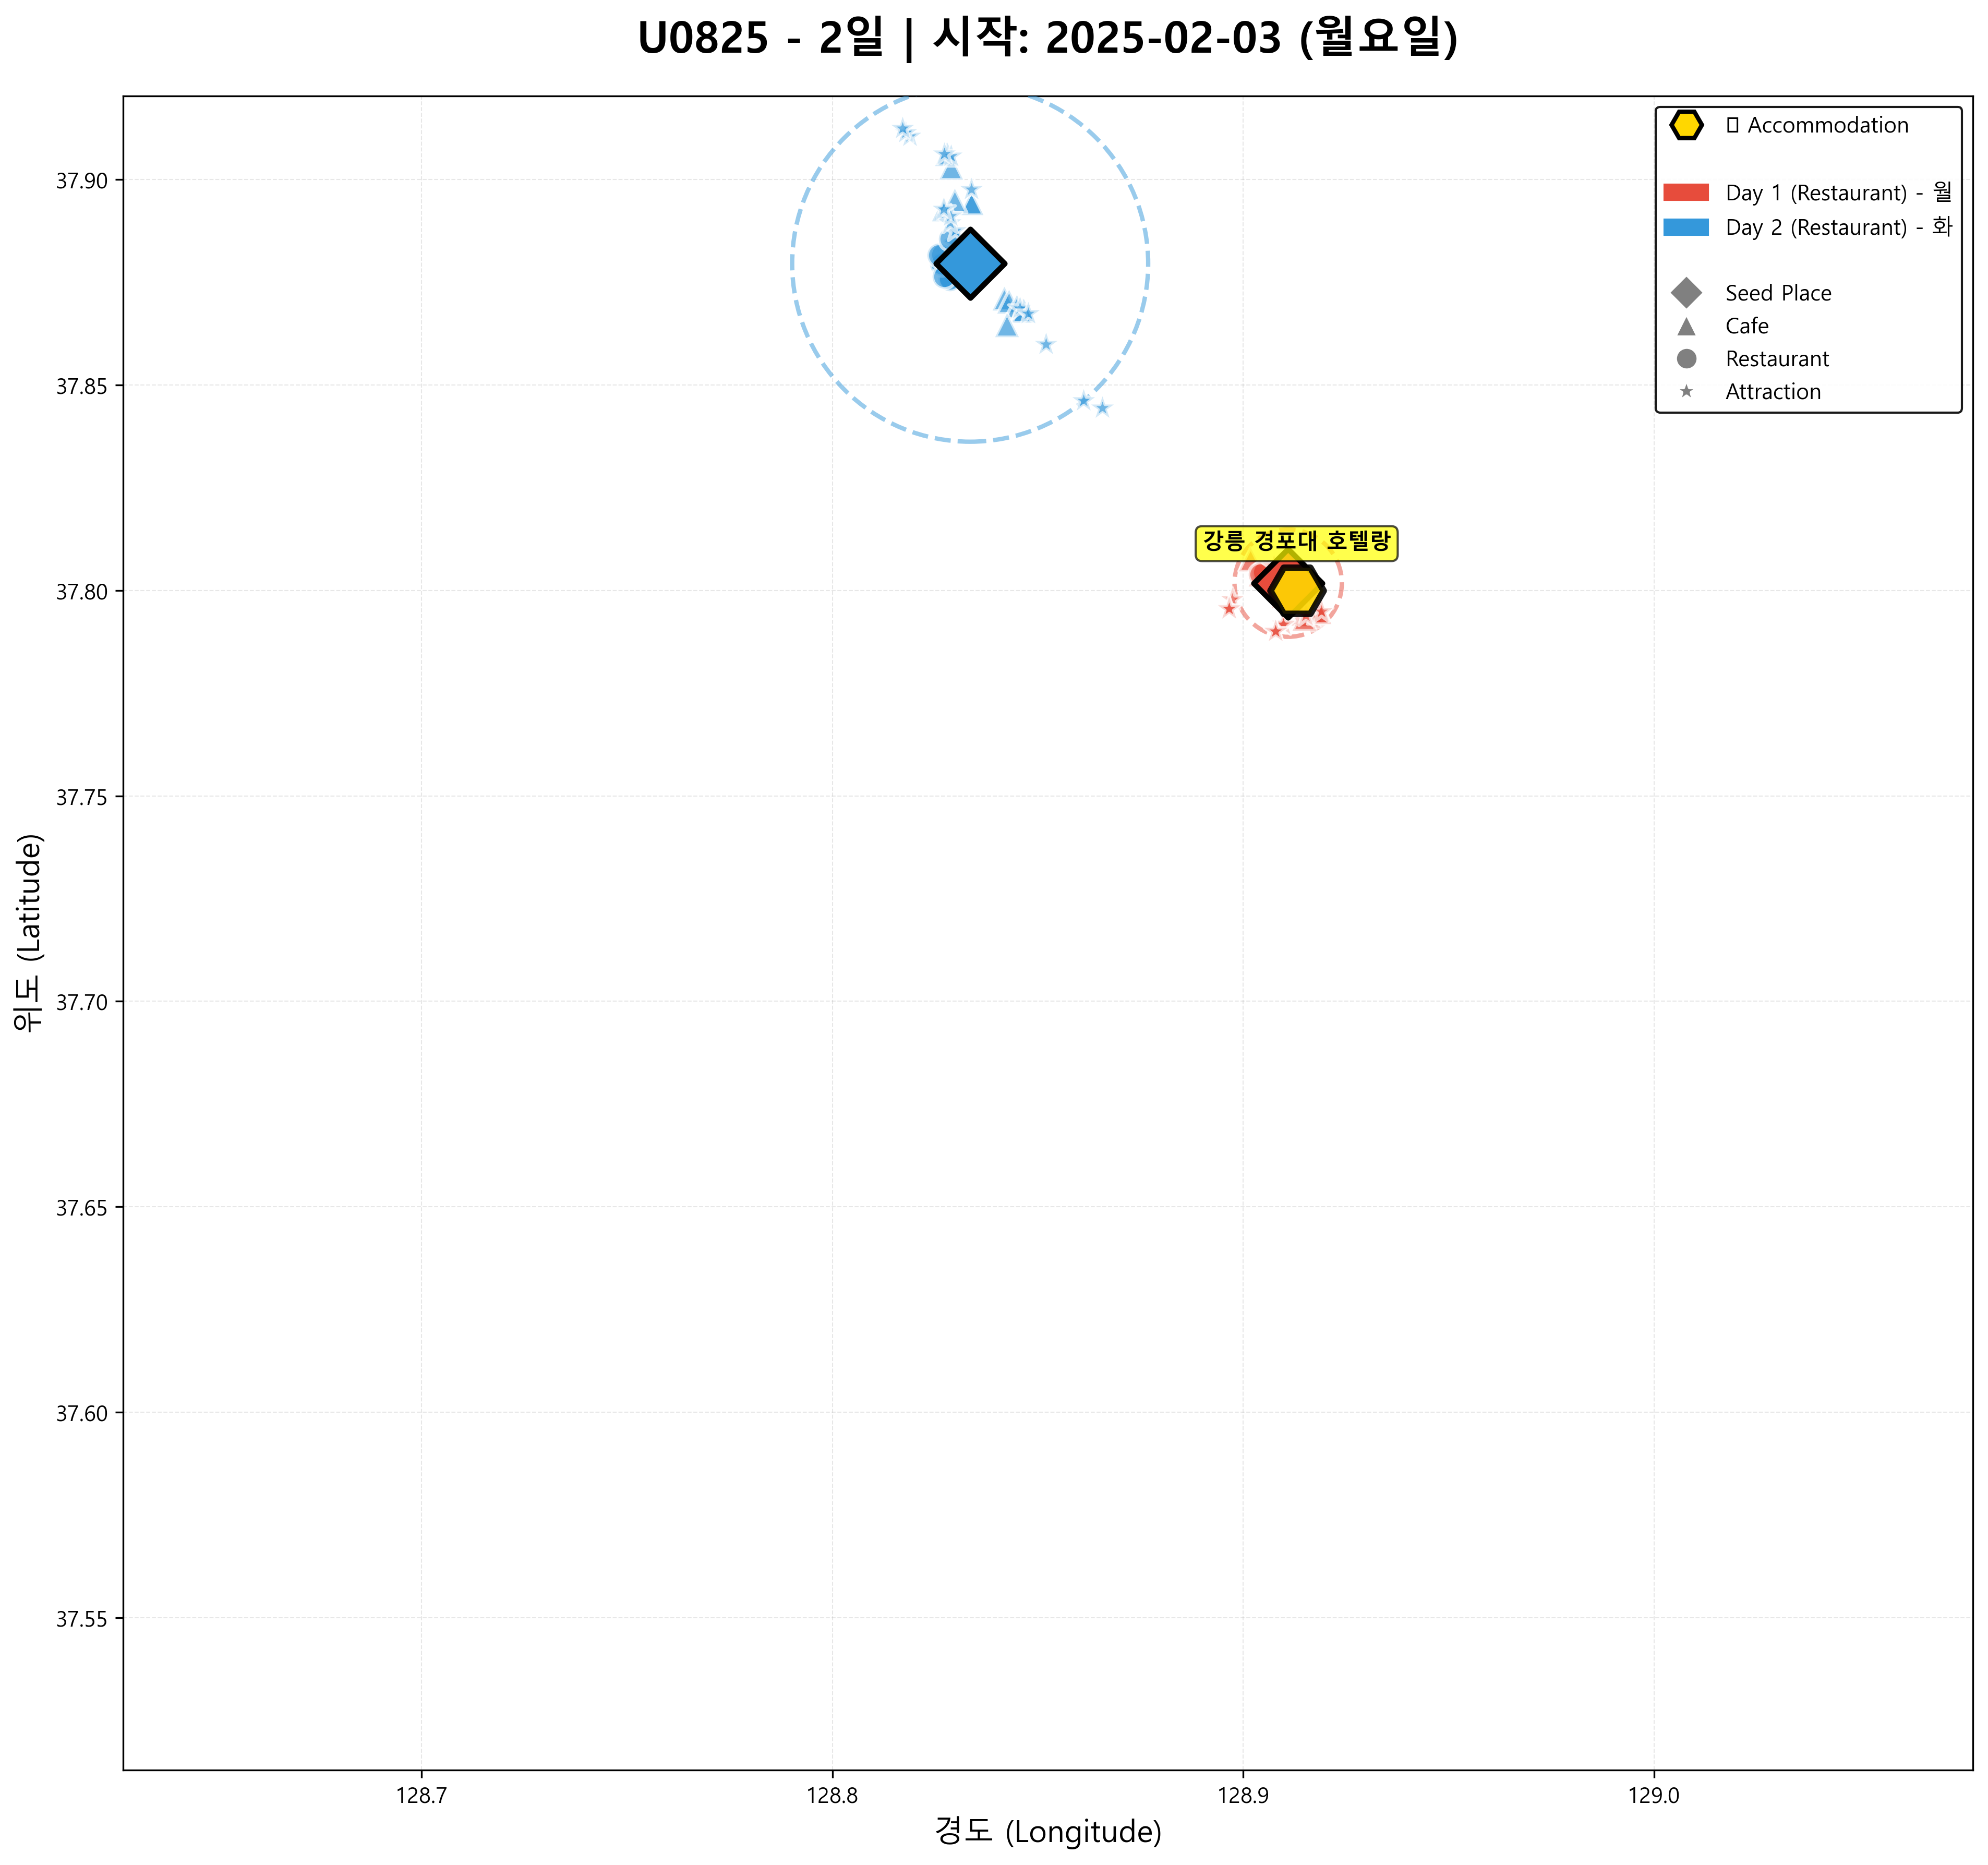 U0825 - 2일 | 시작: 2025-02-03 (월요일)
Accommodation
Day 1 (Restaurant) - 월
Day 2 (Restaurant) - 화
Seed Place
Cafe
Restaurant
Attraction
강릉 경포대 호텔랑
37.90
37.85
37.80
37.75
37.70
37.65
37.60
37.55
위도 (Latitude)
128.7
128.8
128.9
129.0
경도 (Longitude)